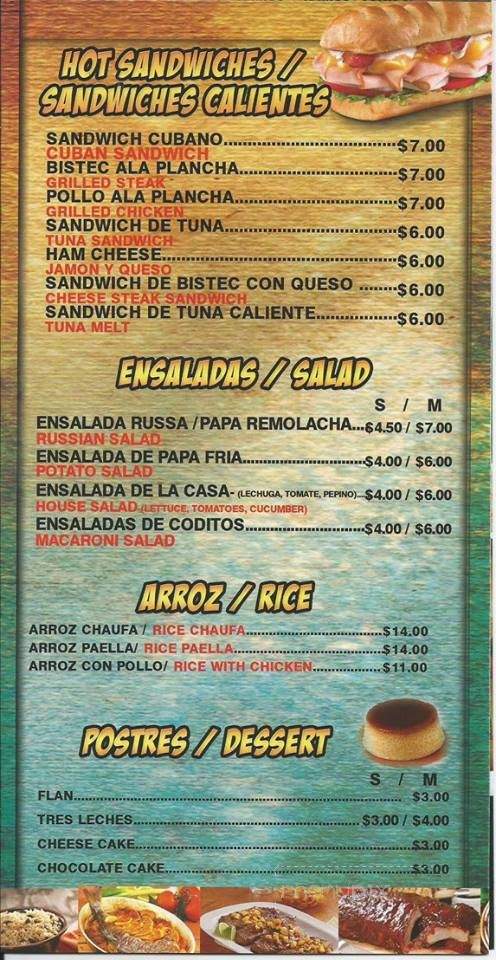 HOT SANDWICHES /
SANDWICHES CALIENTES
SANDWICH CUBANO.......................................$7.00
CUBAN SANDWICH
BISTEC ALA PLANCHA...................................$7.00
GRILLED STEAK
POLLO ALA PLANCHA....................................$7.00
GRILLED CHICKEN
SANDWICH DE TUNA......................................$6.00
TUNA SANDWICH
HAM CHEESE....................................................$6.00
JAMON Y QUESO
SANDWICH DE BISTEC CON QUESO ........$6.00
CHEESE STEAK SANDWICH
SANDWICH DE TUNA CALIENTE..................$6.00
TUNA MELT
ENSALADAS / SALAD
S / M
ENSALADA RUSSA /PAPA REMOLACHA...$4.50 / $7.00
RUSSIAN SALAD
ENSALADA DE PAPA FRIA...........................$4.00 / $6.00
POTATO SALAD
ENSALADA DE LA CASA- (LECHUGA, TOMATE, PEPINO)...$4.00 / $6.00
HOUSE SALAD (LETTUCE, TOMATOES, CUCUMBER)
ENSALADAS DE CODITOS...........................$4.00 / $6.00
MACARONI SALAD
ARROZ / RICE
ARROZ CHAUFA / RICE CHAUFA..............................$14.00
ARROZ PAELLA/ RICE PAELLA.................................$14.00
ARROZ CON POLLO/ RICE WITH CHICKEN...............$11.00
POSTRES / DESSERT
S / M
FLAN....................................................................... $3.00
TRES LECHES.................................................. $3.00 / $4.00
CHEESE CAKE............................................................$3.00
CHOCOLATE CAKE......................................................$3.00